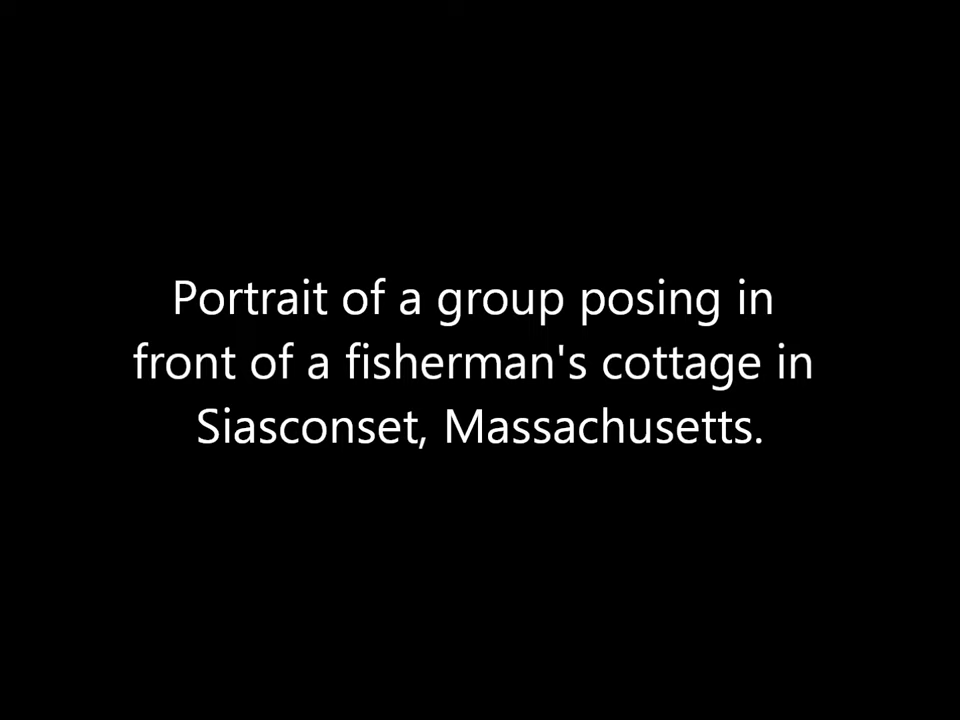 Portrait of a group posing in
front of a fisherman's cottage in
Siasconset, Massachusetts.